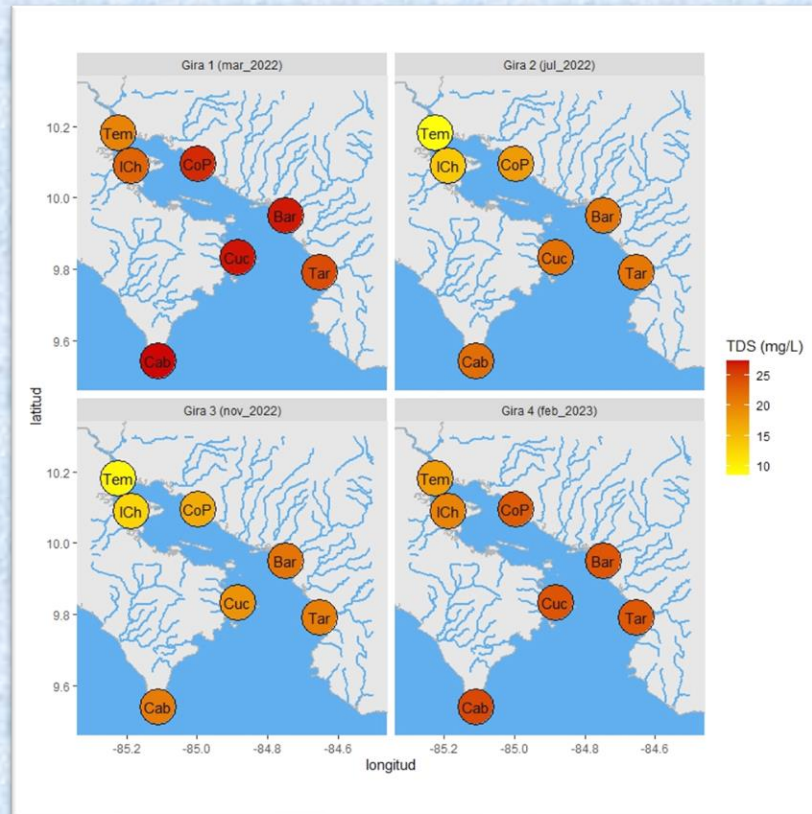 Gira 1 (mar_2022)
Gira 2 (jul_2022)
10.2
10.0
9.8
9.6
Tem
ICh
CoP
Bar
Cuc
Tar
Cab
Tem
ICh
CoP
Bar
Cuc
Tar
Cab
latitud
TDS (mg/L)
25
20
15
10
Gira 3 (nov_2022)
Gira 4 (feb_2023)
10.2
10.0
9.8
9.6
Tem
ICh
CoP
Bar
Cuc
Tar
Cab
Tem
ICh
CoP
Bar
Cuc
Tar
Cab
-85.2 -85.0 -84.8 -84.6
-85.2 -85.0 -84.8 -84.6
longitud